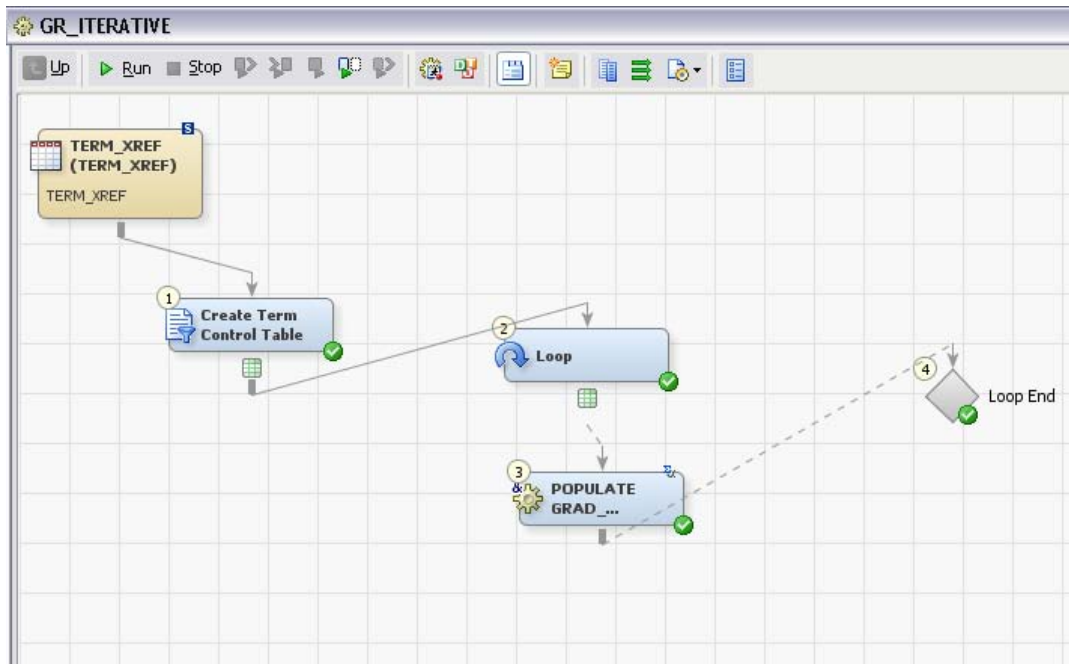 GR_ITERATIVE
Up Run Stop
S
TERM_XREF
(TERM_XREF)
TERM_XREF
1
Create Term
Control Table
2
Loop
4
Loop End
3
&
POPULATE
GRAD_...